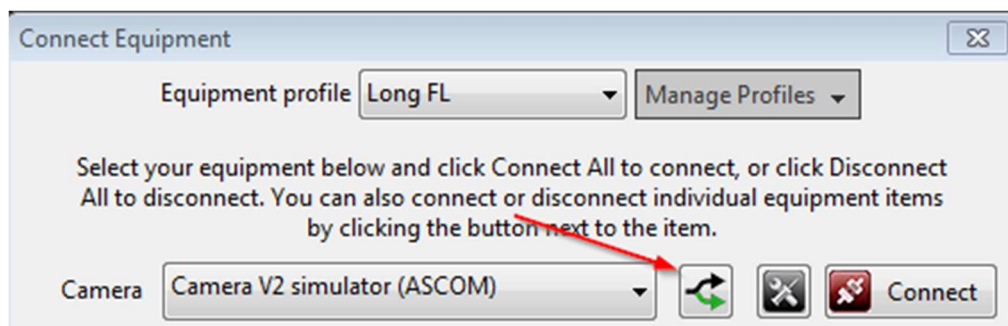 Connect Equipment
Equipment profile Long FL Manage Profiles
Select your equipment below and click Connect All to connect, or click Disconnect
All to disconnect. You can also connect or disconnect individual equipment items
by clicking the button next to the item.
Camera Camera V2 simulator (ASCOM) Connect